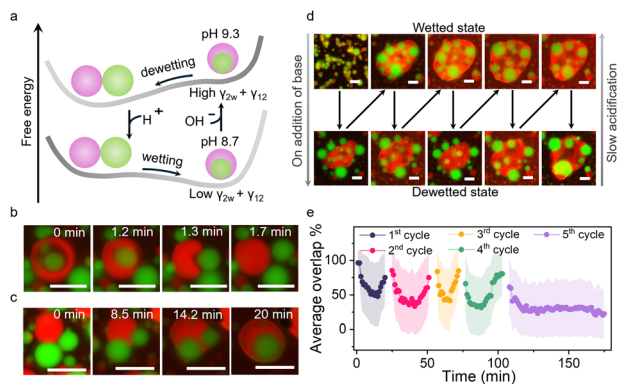 a
Free energy
pH 9.3
dewetting
High γ2w + γ12
H+
OH−
pH 8.7
wetting
Low γ2w + γ12
b
0 min
1.2 min
1.3 min
1.7 min
c
0 min
8.5 min
14.2 min
20 min
d
Wetted state
On addition of base
Slow acidification
Dewetted state
e
1st cycle
3rd cycle
5th cycle
2nd cycle
4th cycle
Average overlap %
100
75
50
25
0
0
50
100
150
Time (min)